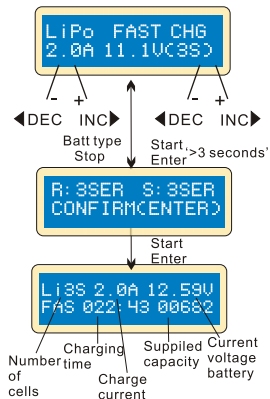 LiPo FAST CHG
2.0A 11.1V(3S)
- + - +
◀DEC INC▶ ◀DEC INC▶
Batt type
Stop
Start
Enter '>3 seconds'
R:3SER S:3SER
CONFIRM(ENTER)
Start
Enter
Li3S 2.0A 12.59V
FAS 022:43 00682
Number
of
cells
Charging
time
Charge
current
Suppiled
capacity
Current
voltage
battery